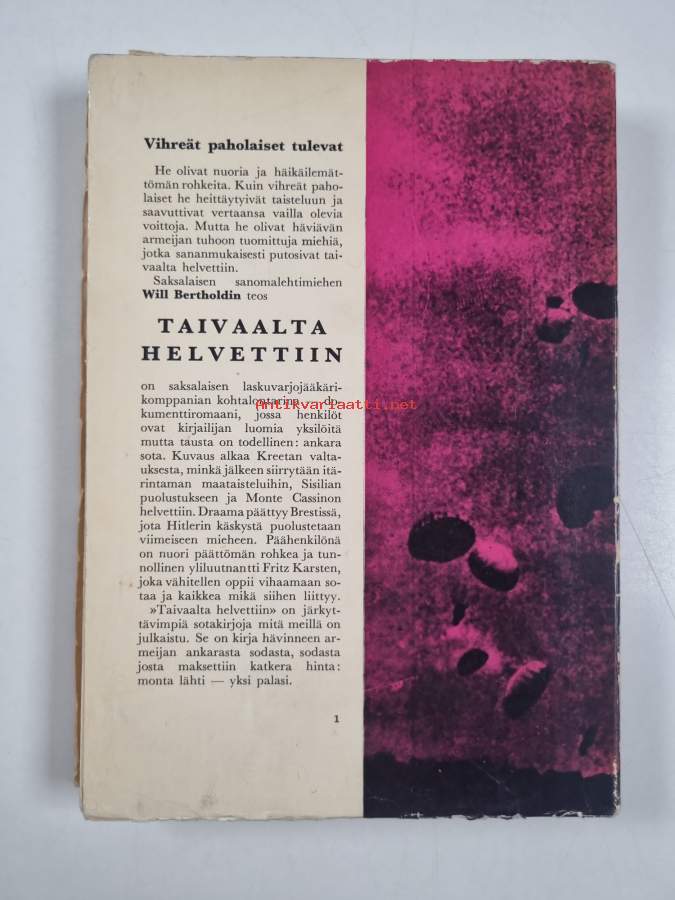 Vihreät paholaiset tulevat
He olivat nuoria ja häikäilemät-
tömän rohkeita. Kuin vihreät paho-
laiset he heittäytyivät taisteluun ja
saavuttivat vertaansa vailla olevia
voittoja. Mutta he olivat häviävän
armeijan tuhoon tuomittuja miehiä,
jotka sananmukaisesti putosivat tai-
vaalta helvettiin.
Saksalaisen sanomalehtimiehen
Will Bertholdin teos
TAIVAALTA
HELVETTIIN
on saksalaisen laskuvarjojääkäri-
komppanian kohtalontarina
Antikvariaatti.net
kumenttiromaani, jossa henkilöt
ovat kirjailijan luomia yksilöitä
mutta tausta on todellinen: ankara
sota. Kuvaus alkaa Kreetan valta-
uksesta, minkä jälkeen siirrytään itä-
rintaman maataisteluihin, Sisilian
puolustukseen ja Monte Cassinon
helvettiin. Draama päättyy Brestissä,
jota Hitlerin käskystä puolustetaan
viimeiseen mieheen. Päähenkilönä
on nuori päättömän rohkea ja tun-
nollinen yliluutnantti Fritz Karsten,
joka vähitellen oppii vihaamaan so-
taa ja kaikkea mikä siihen liittyy.
»Taivaalta helvettiin» on järkyt-
tävimpiä sotakirjoja mitä meillä on
julkaistu. Se on kirja hävinneen ar-
meijan ankarasta sodasta, sodasta
josta maksettiin katkera hinta:
monta lähti — yksi palasi.
1